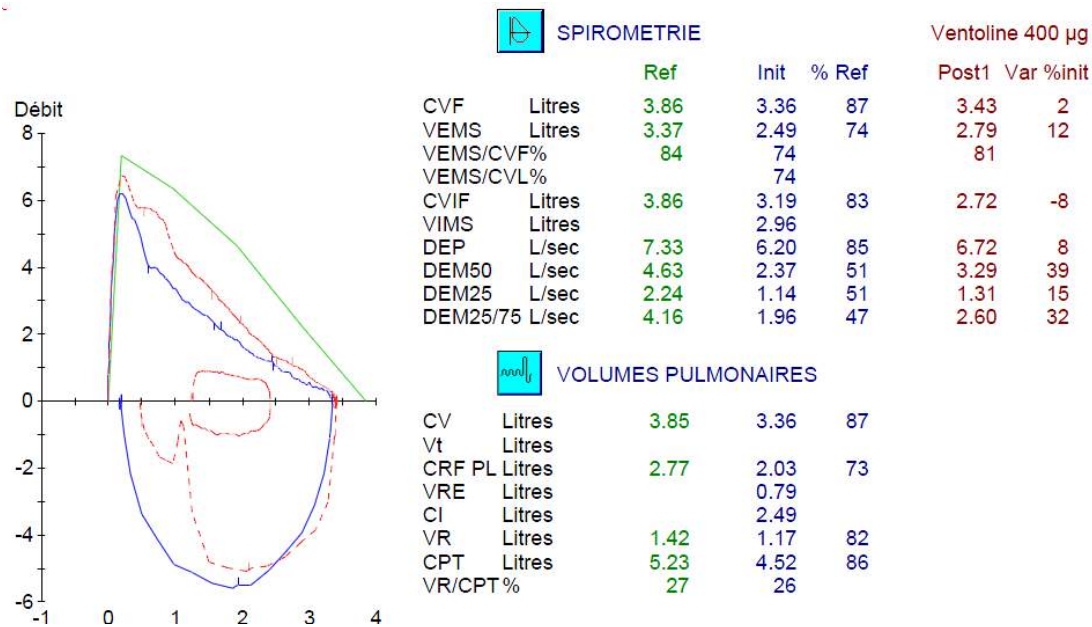 SPIROMETRIE Ventoline 400 µg
Ref Init % Ref Post1 Var %init
CVF Litres 3.86 3.36 87 3.43 2
VEMS Litres 3.37 2.49 74 2.79 12
VEMS/CVF% 84 74 81
VEMS/CVL% 74
CVIF Litres 3.86 3.19 83 2.72 -8
VIMS Litres 2.96
DEP L/sec 7.33 6.20 85 6.72 8
DEM50 L/sec 4.63 2.37 51 3.29 39
DEM25 L/sec 2.24 1.14 51 1.31 15
DEM25/75 L/sec 4.16 1.96 47 2.60 32
VOLUMES PULMONAIRES
CV Litres 3.85 3.36 87
Vt Litres
CRF PL Litres 2.77 2.03 73
VRE Litres 0.79
CI Litres 2.49
VR Litres 1.42 1.17 82
CPT Litres 5.23 4.52 86
VR/CPT% 27 26
Débit
8
6
4
2
0
-2
-4
-6
-1 0 1 2 3 4